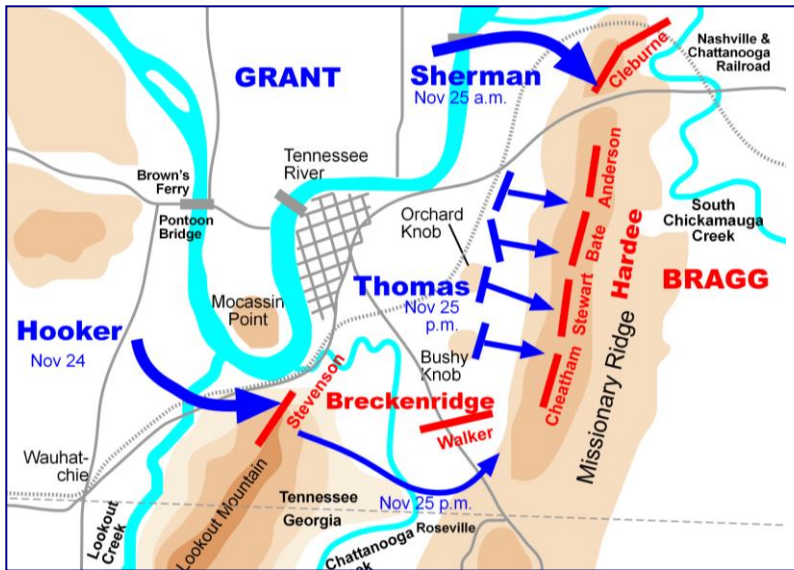 GRANT
Sherman
Nov 25 a.m.
Cleburne
Nashville &
Chattanooga
Railroad
Brown's
Ferry
Pontoon
Bridge
Tennessee
River
Orchard
Knob
Anderson
South
Chickamauga
Creek
Bate
Hardee
BRAGG
Mocassin
Point
Thomas
Nov 25
p.m.
Stewart
Hooker
Nov 24
Bushy
Knob
Cheatham
Missionary Ridge
Stevenson
Breckenridge
Walker
Wauhat-
chie
Lookout
Creek
Lookout Mountain
Tennessee
Georgia
Nov 25 p.m.
Chattanooga
Roseville